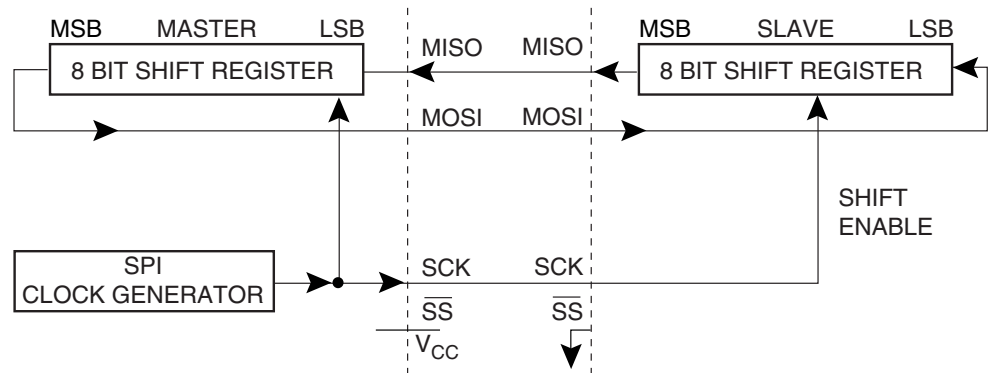 MSB MASTER LSB
MISO MISO
MSB SLAVE LSB
8 BIT SHIFT REGISTER
8 BIT SHIFT REGISTER
MOSI MOSI
SHIFT
ENABLE
SPI
CLOCK GENERATOR
SCK SCK
SS SS
VCC